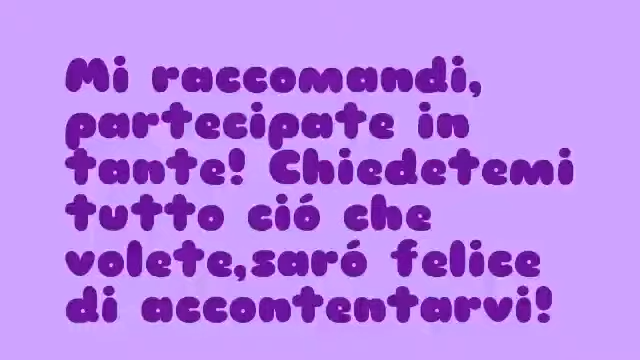 Mi raccomandi,
partecipate in
tante! Chiedetemi
tutto ció che
volete,saró felice
di accontentarvi!